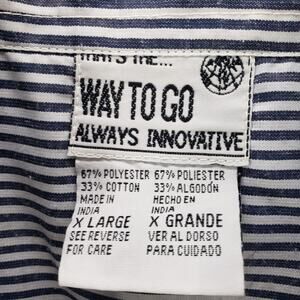 THAT'S THE...
WAY TO GO
ALWAYS INNOVATIVE
67% POLYESTER
33% COTTON
MADE IN
INDIA
X LARGE
SEE REVERSE
FOR CARE
67% POLIESTER
33% ALGODÓN
HECHO EN
INDIA
X GRANDE
VER AL DORSO
PARA CUIDADO